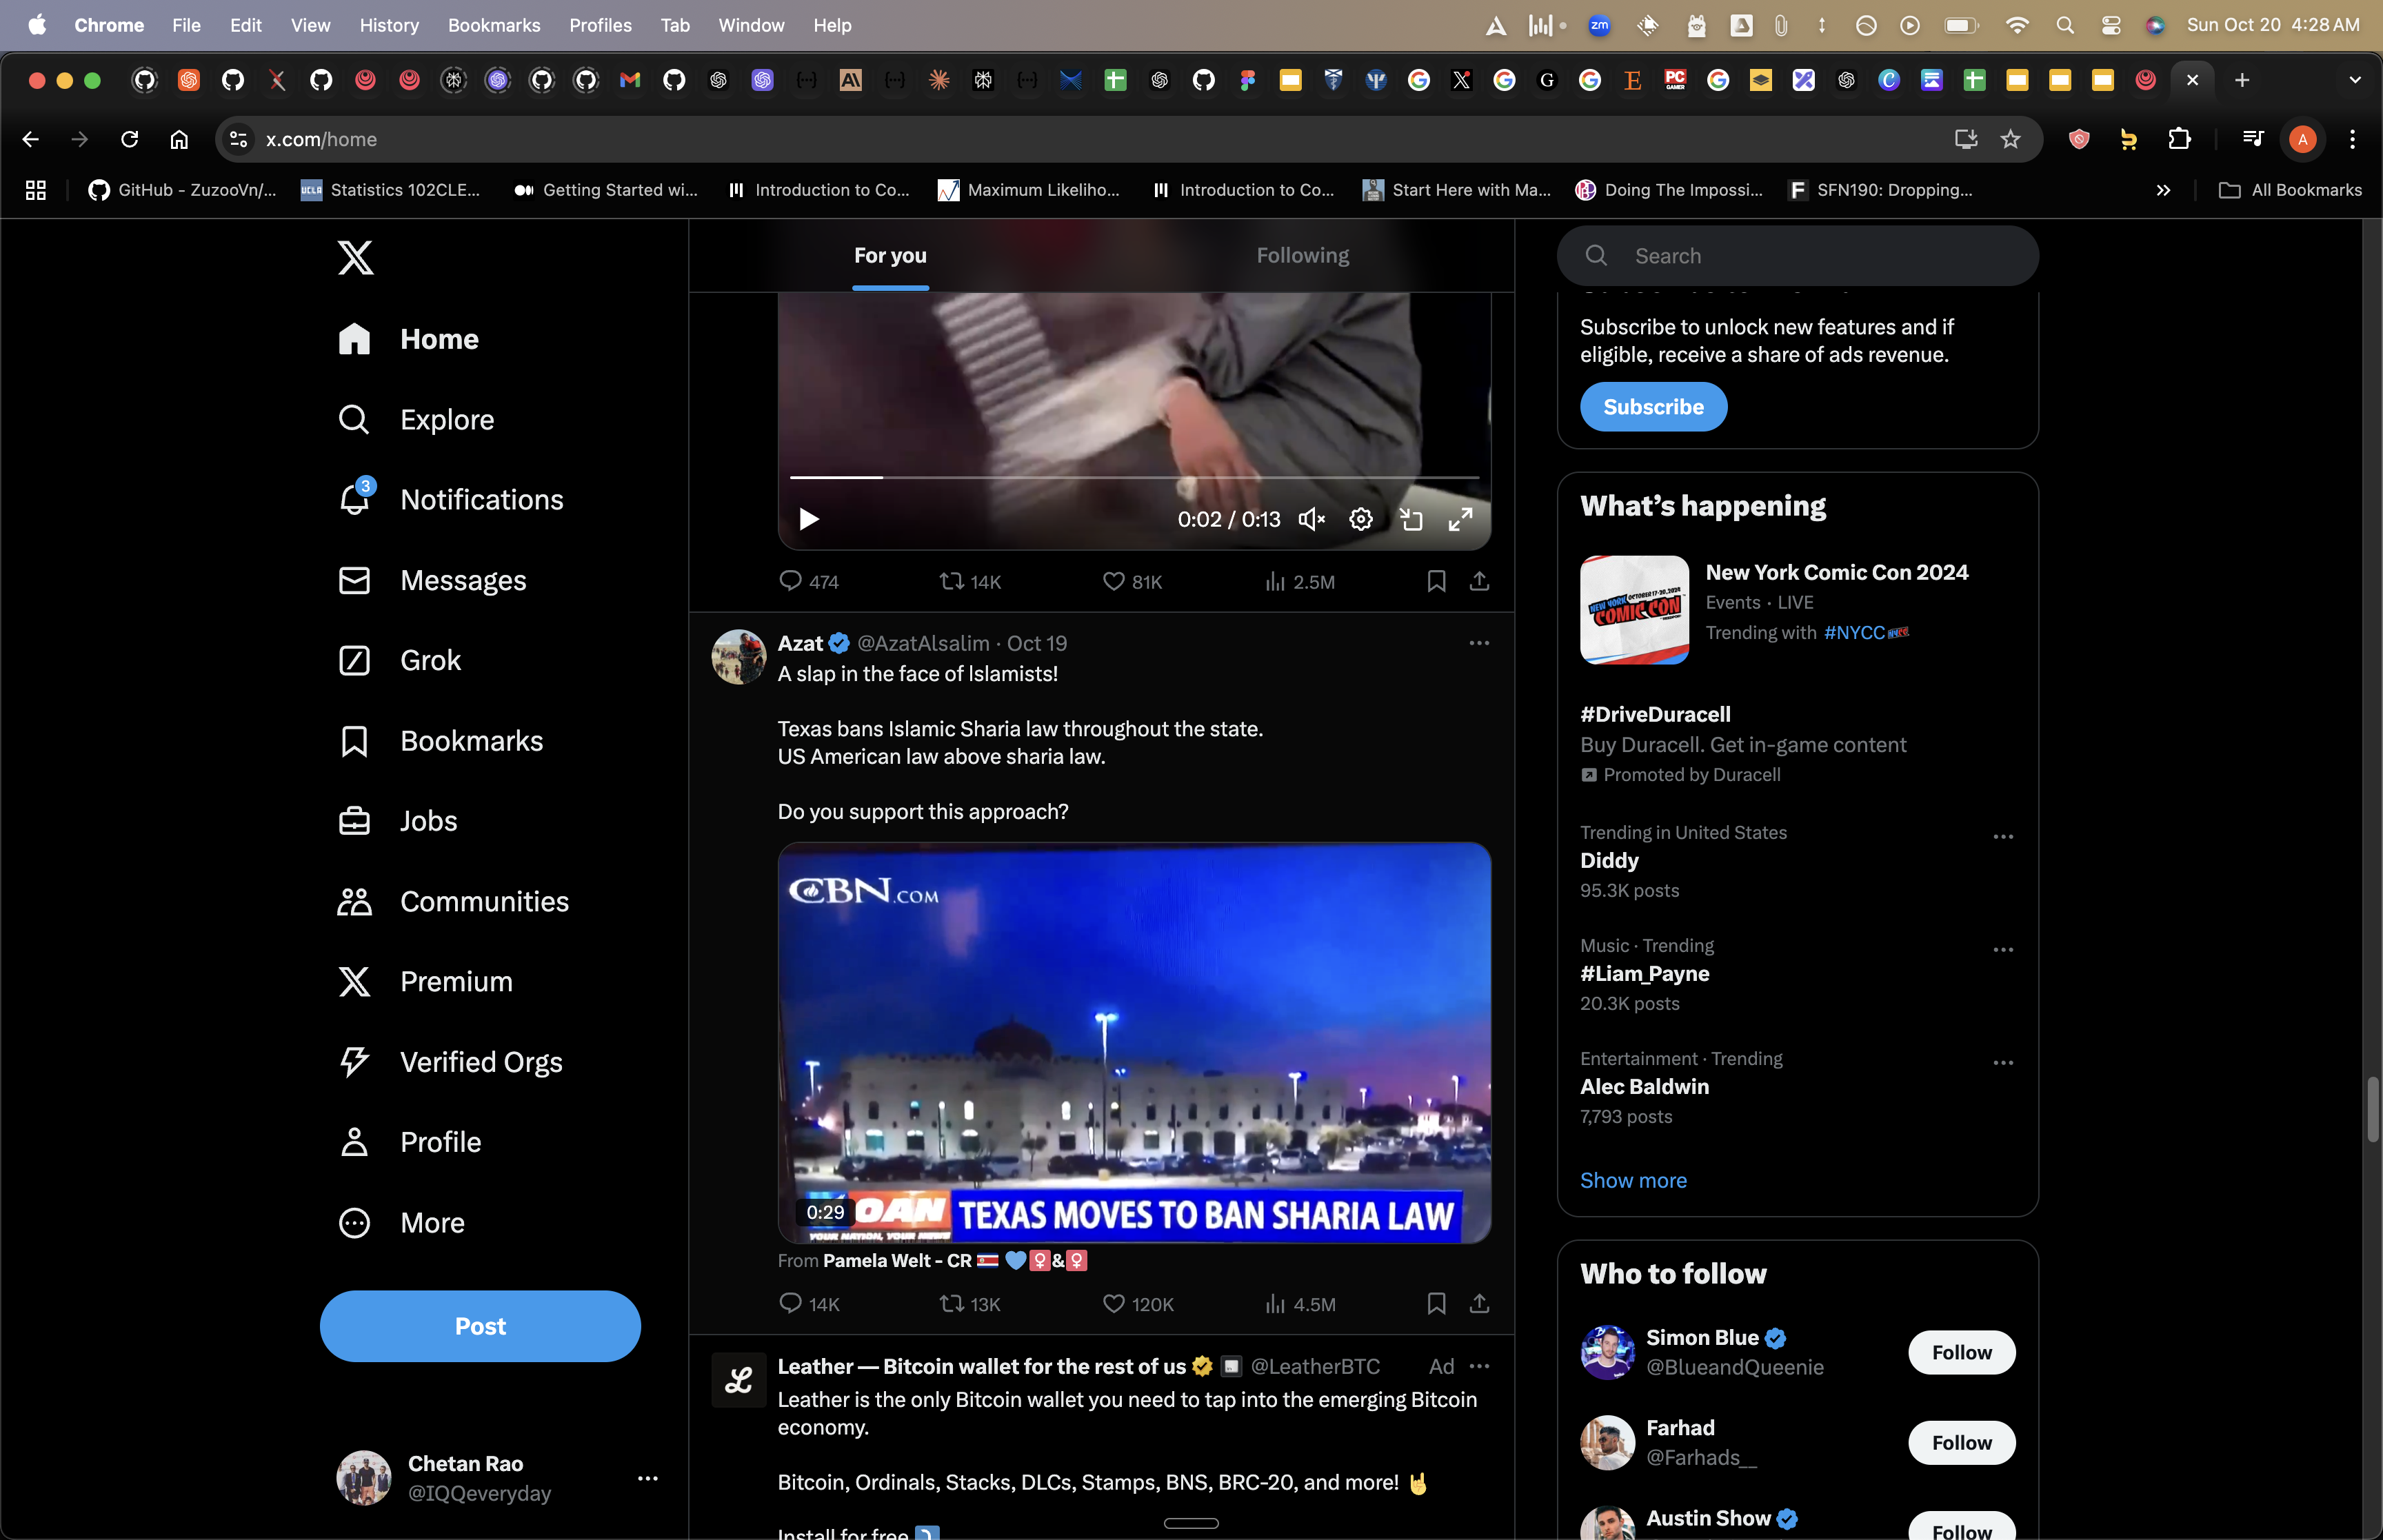 Chrome File Edit View History Bookmarks Profiles Tab Window Help
zm
Sun Oct 20 4:28 AM
x.com/home
A
GitHub - ZuzooVn/...
UCLA Statistics 102CLE...
Getting Started wi...
Introduction to Co...
Maximum Likeliho...
Introduction to Co...
Start Here with Ma...
Doing The Impossi...
SFN190: Dropping...
All Bookmarks
Home
Explore
3
Notifications
Messages
Grok
Bookmarks
Jobs
Communities
Premium
Verified Orgs
Profile
More
Post
Chetan Rao
@IQQeveryday
For you
Following
0:02 / 0:13
474 14K 81K 2.5M
Azat @AzatAlsalim · Oct 19
A slap in the face of Islamists!
Texas bans Islamic Sharia law throughout the state.
US American law above sharia law.
Do you support this approach?
CBN.COM
0:29
OAN
YOUR NATION, YOUR NEWS
TEXAS MOVES TO BAN SHARIA LAW
From Pamela Welt - CR 🇨🇷 💙🚺&🚺
14K 13K 120K 4.5M
Leather — Bitcoin wallet for the rest of us @LeatherBTC Ad
Leather is the only Bitcoin wallet you need to tap into the emerging Bitcoin
economy.
Bitcoin, Ordinals, Stacks, DLCs, Stamps, BNS, BRC-20, and more! 🤘
Install for free
Search
Subscribe to unlock new features and if
eligible, receive a share of ads revenue.
Subscribe
What's happening
NEW YORK OCTOBER 17-20, 2024
COMIC CON
New York Comic Con 2024
Events · LIVE
Trending with #NYCC
#DriveDuracell
Buy Duracell. Get in-game content
Promoted by Duracell
Trending in United States
Diddy
95.3K posts
Music · Trending
#Liam_Payne
20.3K posts
Entertainment · Trending
Alec Baldwin
7,793 posts
Show more
Who to follow
Simon Blue
@BlueandQueenie
Follow
Farhad
@Farhads__
Follow
Austin Show
Follow